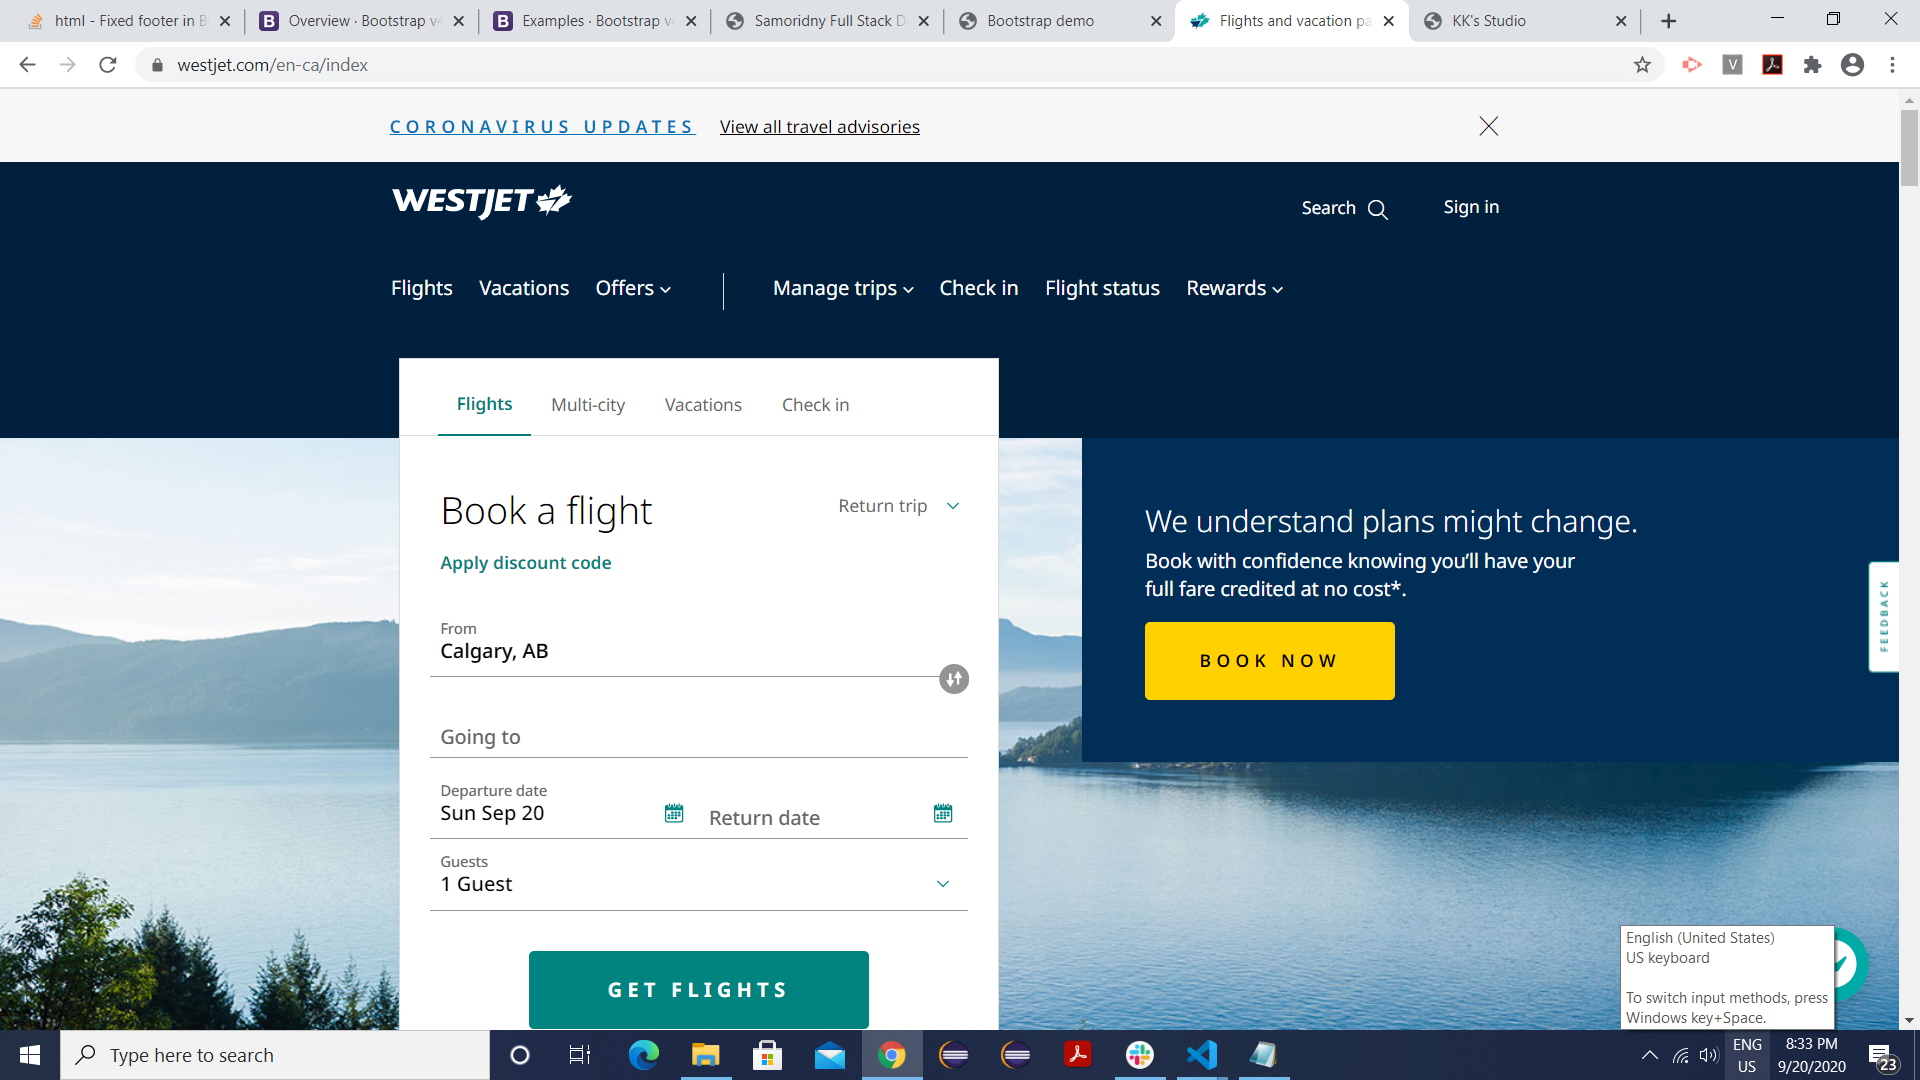 html - Fixed footer in B
Overview · Bootstrap v4
Examples · Bootstrap v4
Samoridny Full Stack D
Bootstrap demo
Flights and vacation pa
KK's Studio
westjet.com/en-ca/index
V
CORONAVIRUS UPDATES View all travel advisories
WESTJET
Search
Sign in
Flights Vacations Offers Manage trips Check in Flight status Rewards
Flights Multi-city Vacations Check in
Book a flight
Return trip
Apply discount code
From
Calgary, AB
Going to
Departure date
Sun Sep 20
Return date
Guests
1 Guest
GET FLIGHTS
We understand plans might change.
Book with confidence knowing you’ll have your
full fare credited at no cost*.
BOOK NOW
FEEDBACK
English (United States)
US keyboard
To switch input methods, press
Windows key+Space.
Type here to search
ENG
US
8:33 PM
9/20/2020
23